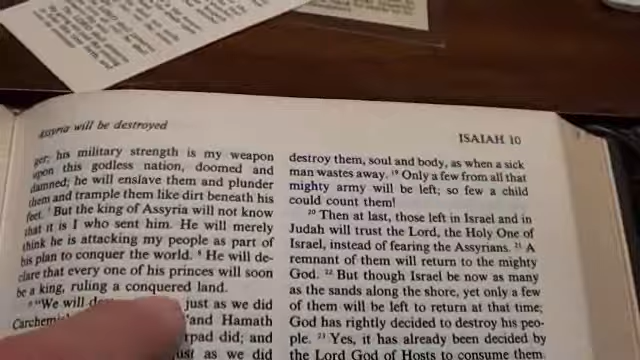 Assyria will be destroyed
ISAIAH 10
ger; his military strength is my weapon
upon this godless nation, doomed and
damned; he will enslave them and plunder
them and trample them like dirt beneath his
feet. ⁷ But the king of Assyria will not know
that it is I who sent him. He will merely
think he is attacking my people as part of
his plan to conquer the world. ⁸ He will de-
clare that every one of his princes will soon
be a king, ruling a conquered land.
⁹ "We will just as we did
and Hamath
rpad did; and
just as we did
destroy them, soul and body, as when a sick
man wastes away. ¹⁹ Only a few from all that
mighty army will be left; so few a child
could count them!
²⁰ Then at last, those left in Israel and in
Judah will trust the Lord, the Holy One of
Israel, instead of fearing the Assyrians. ²¹ A
remnant of them will return to the mighty
God. ²² But though Israel be now as many
as the sands along the shore, yet only a few
of them will be left to return at that time;
God has rightly decided to destroy his peo-
ple. ²³ Yes, it has already been decided by
the Lord God of Hosts to consume them